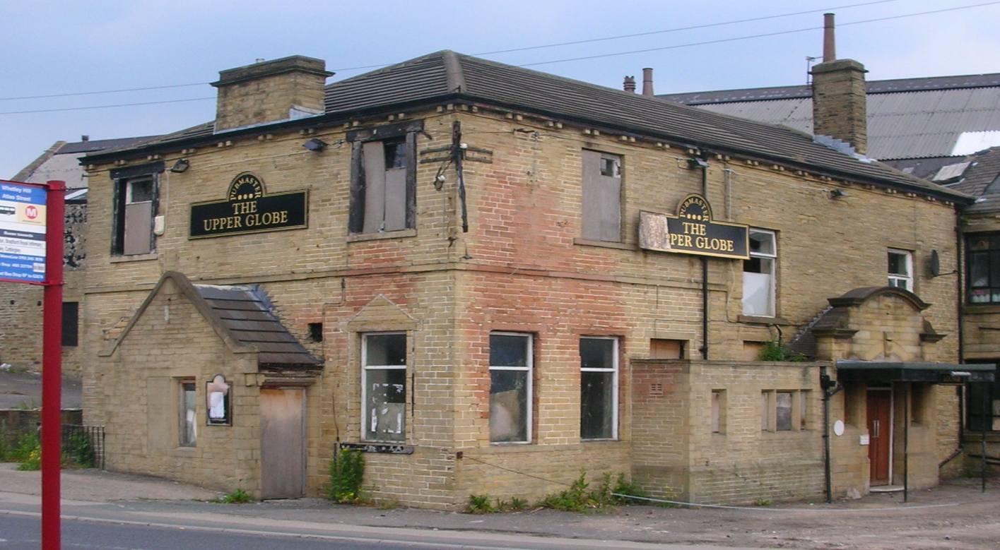 Whetley Hill
Atlas Street
M
PUBMASTER
THE
UPPER GLOBE
PUBMASTER
THE
PER GLOBE